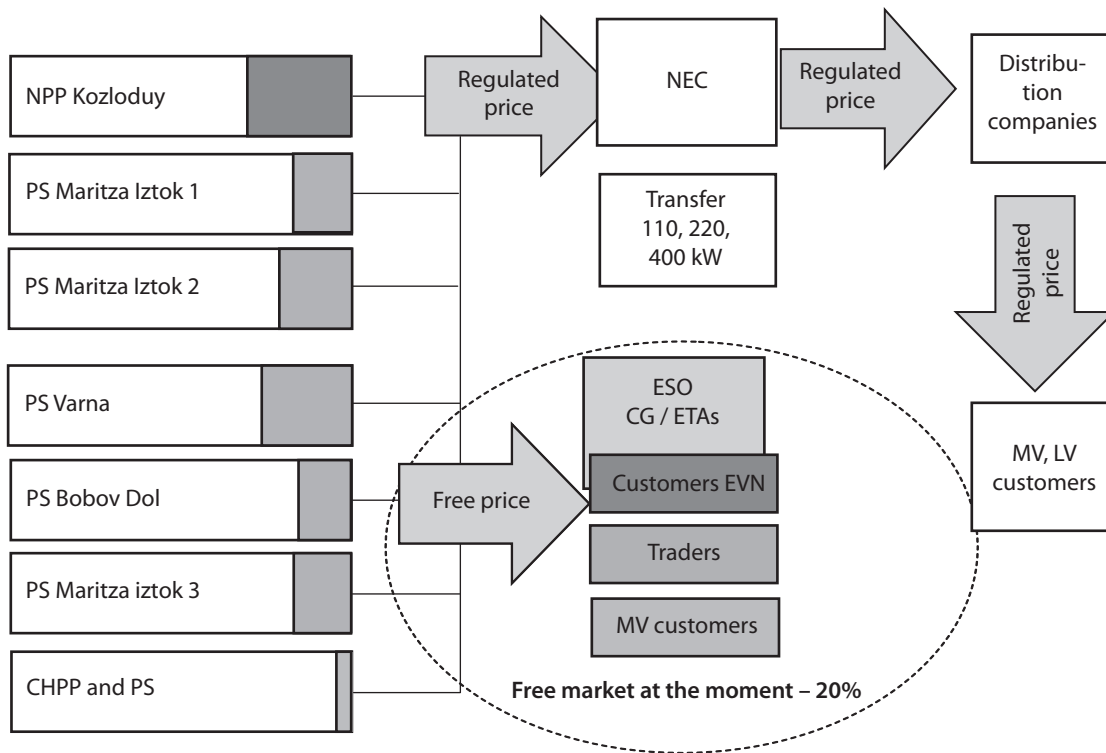 NPP Kozloduy
PS Maritza Iztok 1
PS Maritza Iztok 2
PS Varna
PS Bobov Dol
PS Maritza iztok 3
CHPP and PS
Regulated
price
NEC
Regulated
price
Distribu-
tion
companies
Transfer
110, 220,
400 kW
Regulated
price
MV, LV
customers
Free price
ESO
CG / ETAs
Customers EVN
Traders
MV customers
Free market at the moment – 20%